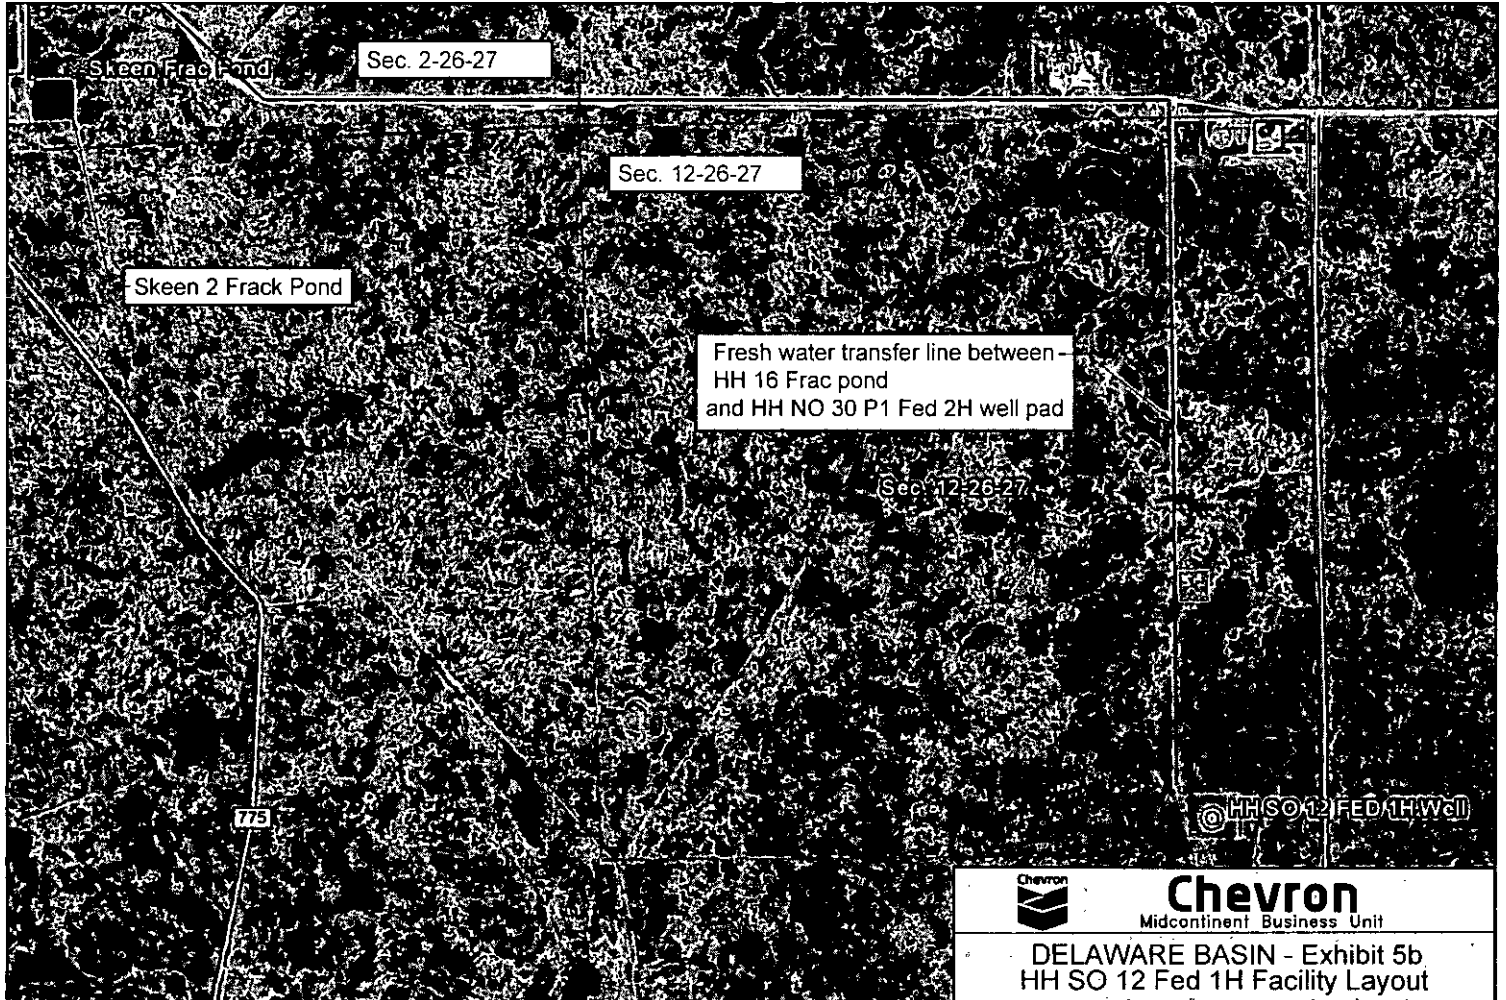 Sec. 2-26-27
Skeen Frac Pond
Sec. 12-26-27
Skeen 2 Frack Pond
Fresh water transfer line between
HH 16 Frac pond
and HH NO 30 P1 Fed 2H well pad
Sec. 12-26-27
775
HH SO 12 FED 1H Well
Chevron
Chevron
Midcontinent Business Unit
DELAWARE BASIN - Exhibit 5b
HH SO 12 Fed 1H Facility Layout